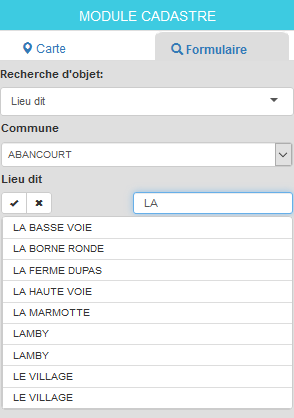 MODULE CADASTRE
Carte Formulaire
Recherche d'objet:
Lieu dit
Commune
ABANCOURT
Lieu dit
LA
LA BASSE VOIE
LA BORNE RONDE
LA FERME DUPAS
LA HAUTE VOIE
LA MARMOTTE
LAMBY
LAMBY
LE VILLAGE
LE VILLAGE